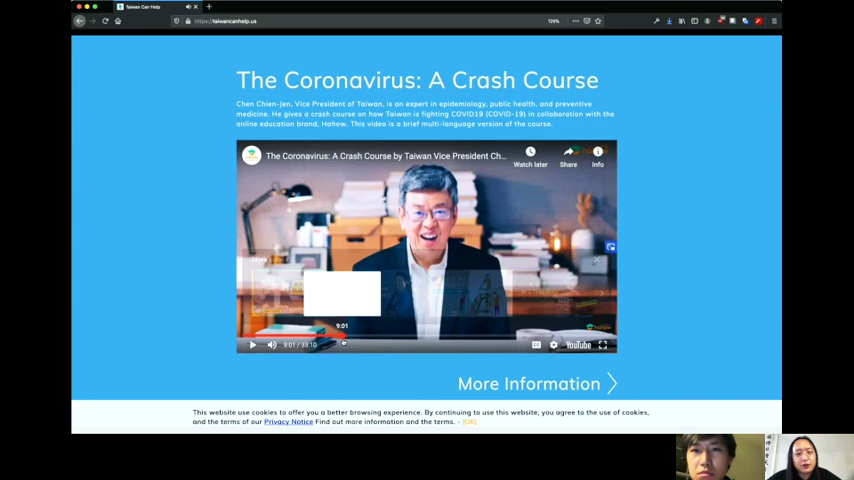 Taiwan Can Help
https://taiwancanhelp.us
120%
The Coronavirus: A Crash Course
Chen Chien-Jen, Vice President of Taiwan, is an expert in epidemiology, public health, and preventive
medicine. He gives a crash course on how Taiwan is fighting COVID19 (COVID-19) in collaboration with the
online education brand, Hahow. This video is a brief multi-language version of the course.
The Coronavirus: A Crash Course by Taiwan Vice President Ch...
Watch later
Share
Info
9:01
9:01 / 33:10
YouTube
hahow
More Information
This website use cookies to offer you a better browsing experience. By continuing to use this website, you agree to the use of cookies,
and the terms of our Privacy Notice Find out more information and the terms. - [OK]